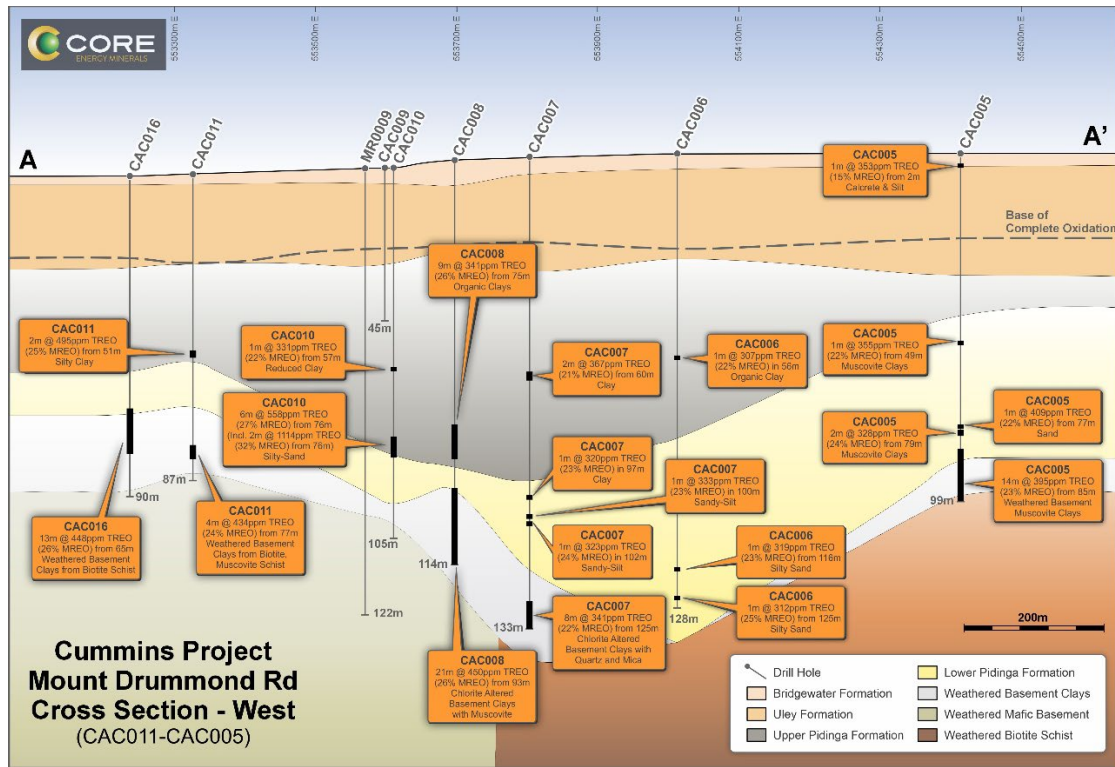 CORE
ENERGY MINERALS
553300m E
553500m E
553700m E
553900m E
554100m E
554300m E
554500m E
A
A'
CAC016
CAC011
MR0009
CAC009
CAC010
CAC008
CAC007
CAC006
CAC005
CAC005
1m @ 353ppm TREO
(15% MREO) from 2m
Calcrete & Silt
Base of
Complete Oxidation
CAC008
9m @ 341ppm TREO
(26% MREO) from 75m
Organic Clays
CAC011
2m @ 495ppm TREO
(25% MREO) from 51m
Silty Clay
CAC010
1m @ 331ppm TREO
(22% MREO) from 57m
Reduced Clay
45m
CAC007
2m @ 367ppm TREO
(21% MREO) from 60m
Clay
CAC006
1m @ 307ppm TREO
(22% MREO) in 56m
Organic Clay
CAC005
1m @ 355ppm TREO
(22% MREO) from 49m
Muscovite Clays
CAC010
6m @ 558ppm TREO
(27% MREO) from 76m
(Incl. 2m @ 1114ppm TREO
(32% MREO) from 76m)
Silty-Sand
CAC005
1m @ 409ppm TREO
(22% MREO) from 77m
Sand
CAC005
2m @ 328ppm TREO
(24% MREO) from 79m
Muscovite Clays
CAC007
1m @ 320ppm TREO
(23% MREO) in 97m
Clay
CAC007
1m @ 333ppm TREO
(23% MREO) in 100m
Sandy-Silt
CAC005
14m @ 395ppm TREO
(23% MREO) from 85m
Weathered Basement
Muscovite Clays
90m
87m
99m
CAC016
13m @ 448ppm TREO
(26% MREO) from 65m
Weathered Basement
Clays from Biotite Schist
CAC011
4m @ 434ppm TREO
(24% MREO) from 77m
Weathered Basement
Clays from Biotite,
Muscovite Schist
105m
114m
122m
CAC007
1m @ 323ppm TREO
(24% MREO) in 102m
Sandy-Silt
CAC006
1m @ 319ppm TREO
(23% MREO) from 116m
Silty Sand
CAC006
1m @ 312ppm TREO
(25% MREO) from 125m
Silty Sand
133m
128m
CAC007
8m @ 341ppm TREO
(22% MREO) from 125m
Chlorite Altered
Basement Clays with
Quartz and Mica
CAC008
21m @ 450ppm TREO
(26% MREO) from 93m
Chlorite Altered
Basement Clays
with Muscovite
200m
Cummins Project
Mount Drummond Rd
Cross Section - West
(CAC011-CAC005)
Drill Hole
Bridgewater Formation
Uley Formation
Upper Pidinga Formation
Lower Pidinga Formation
Weathered Basement Clays
Weathered Mafic Basement
Weathered Biotite Schist